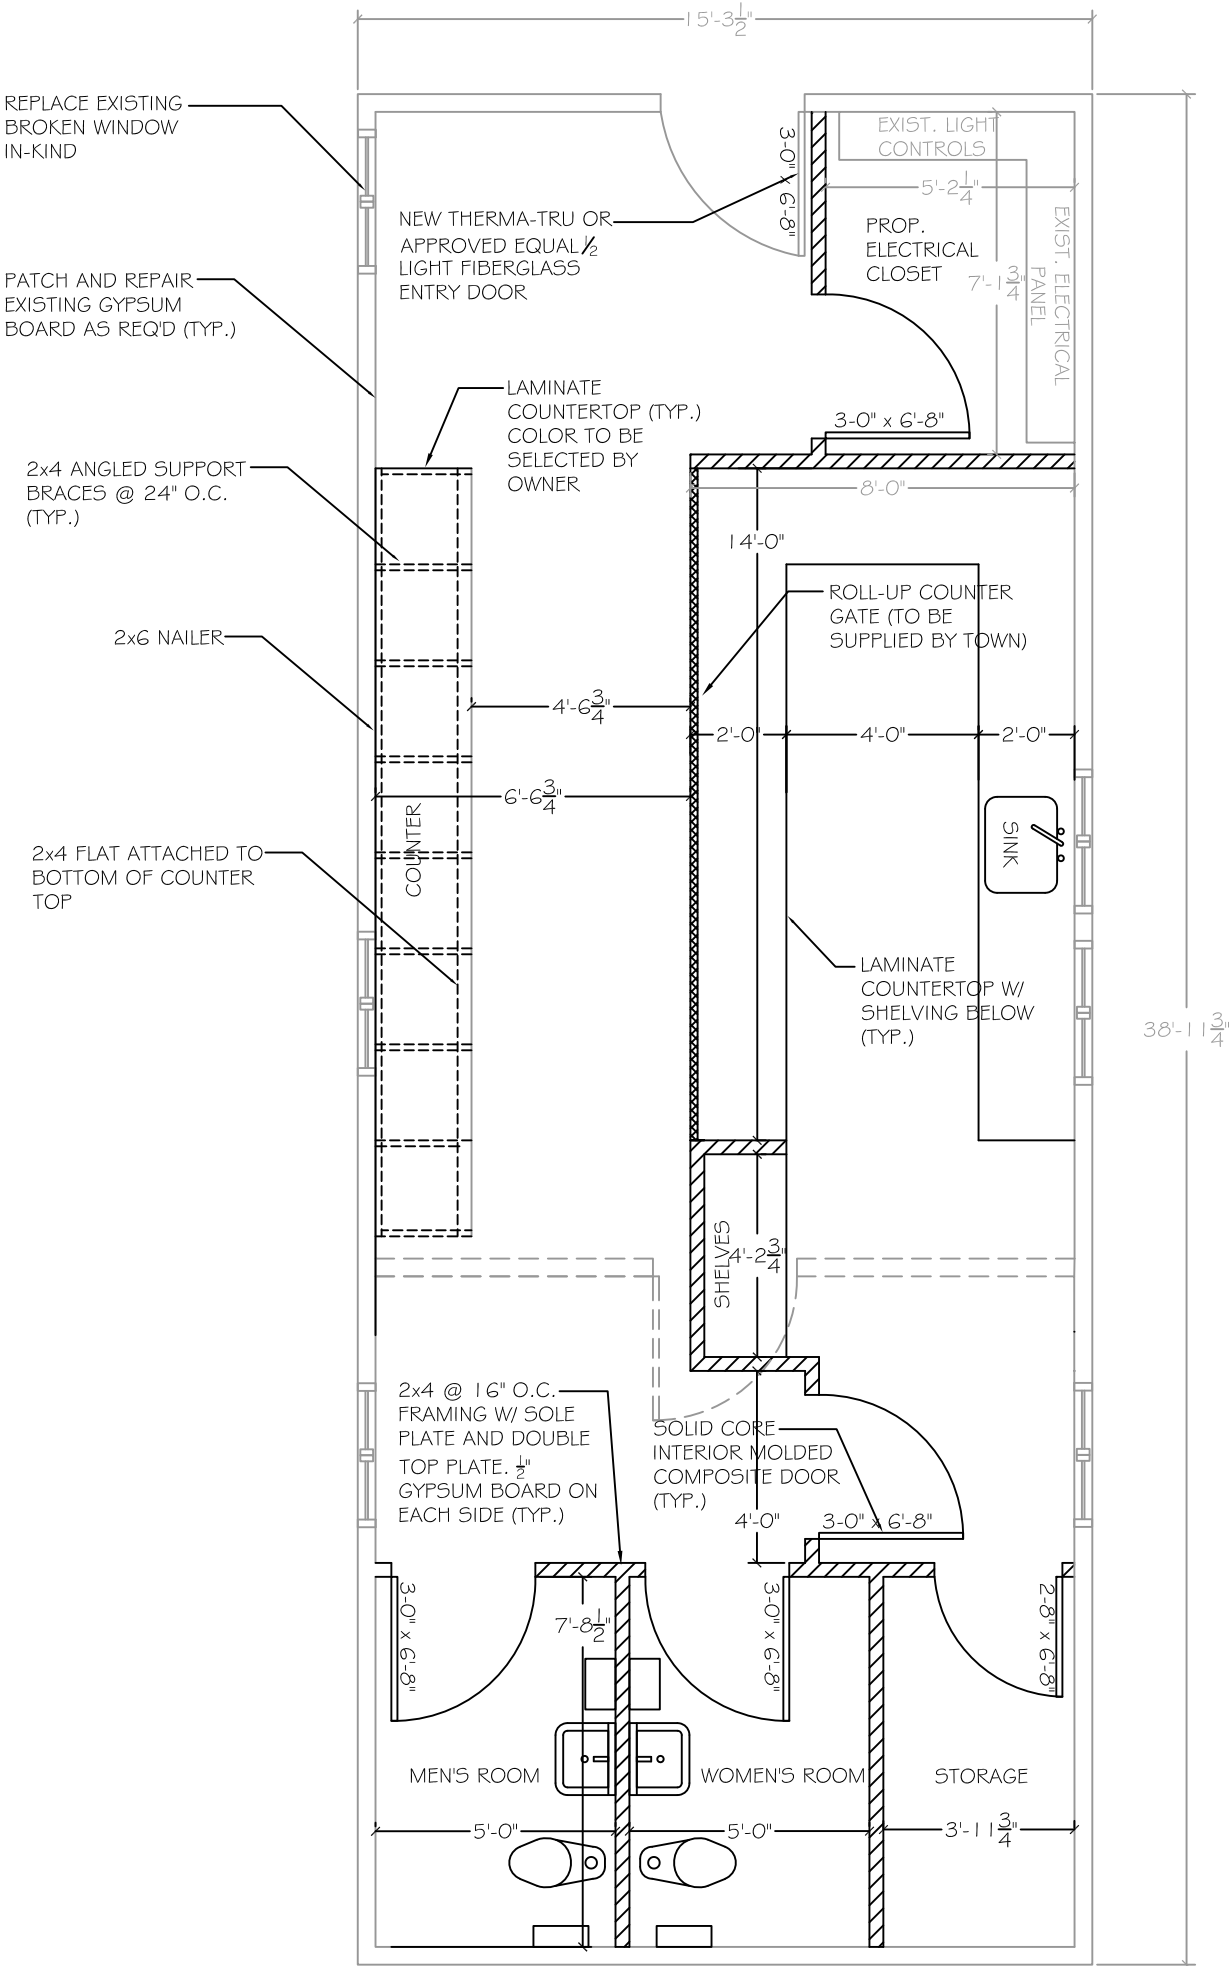 15'-3 1/2"
REPLACE EXISTING
BROKEN WINDOW
IN-KIND
3-0" x 6'-8"
EXIST. LIGHT
CONTROLS
5'-2 1/4"
NEW THERMA-TRU OR
APPROVED EQUAL 1/2
LIGHT FIBERGLASS
ENTRY DOOR
PROP.
ELECTRICAL
CLOSET
EXIST. ELECTRICAL
PANEL
7'-1 3/4"
PATCH AND REPAIR
EXISTING GYPSUM
BOARD AS REQ'D (TYP.)
LAMINATE
COUNTERTOP (TYP.)
COLOR TO BE
SELECTED BY
OWNER
3-0" x 6'-8"
2x4 ANGLED SUPPORT
BRACES @ 24" O.C.
(TYP.)
8'-0"
14'-0"
ROLL-UP COUNTER
GATE (TO BE
SUPPLIED BY TOWN)
2x6 NAILER
4'-6 3/4"
2'-0"
4'-0"
2'-0"
6'-6 3/4"
COUNTER
SINK
2x4 FLAT ATTACHED TO
BOTTOM OF COUNTER
TOP
LAMINATE
COUNTERTOP W/
SHELVING BELOW
(TYP.)
38'-11 3/4"
SHELVES
4'-2 3/4"
2x4 @ 16" O.C.
FRAMING W/ SOLE
PLATE AND DOUBLE
TOP PLATE. 1/2"
GYPSUM BOARD ON
EACH SIDE (TYP.)
SOLID CORE
INTERIOR MOLDED
COMPOSITE DOOR
(TYP.)
4'-0"
3-0" x 6'-8"
3-0" x 6'-8"
7'-8 1/2"
3-0" x 6'-8"
2-8" x 6'-8"
MEN'S ROOM
WOMEN'S ROOM
STORAGE
5'-0"
5'-0"
3'-11 3/4"